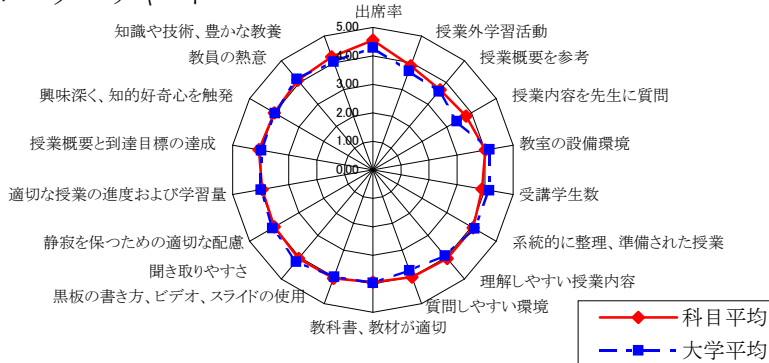 出席率
授業外学習活動
授業概要を参考
授業内容を先生に質問
教室の設備環境
受講学生数
系統的に整理、準備された授業
理解しやすい授業内容
質問しやすい環境
教科書、教材が適切
黒板の書き方、ビデオ、スライドの使用
聞き取りやすさ
静寂を保つための適切な配慮
適切な授業の進度および学習量
授業概要と到達目標の達成
興味深く、知的好奇心を触発
教員の熱意
知識や技術、豊かな教養
5.00
4.00
3.00
2.00
1.00
0.00
科目平均
大学平均